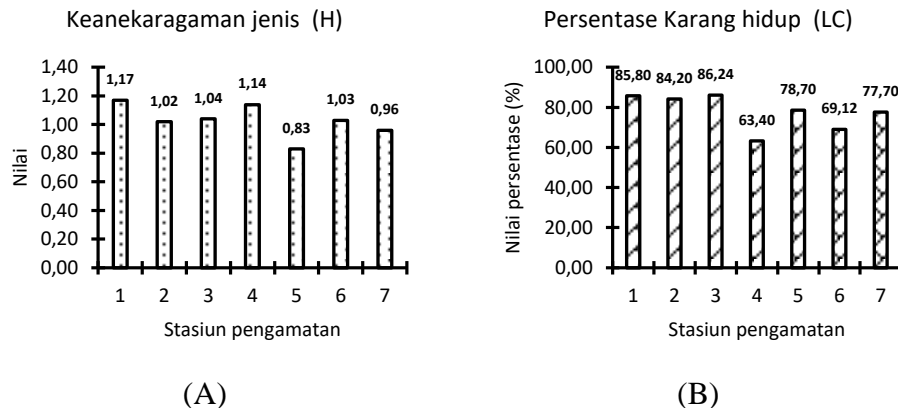 Keanekaragaman jenis (H)
1,40
1,20
1,00
0,80
0,60
0,40
0,20
0,00
Nilai
1,17
1,02
1,04
1,14
0,83
1,03
0,96
1 2 3 4 5 6 7
Stasiun pengamatan
(A)
Persentase Karang hidup (LC)
100,00
80,00
60,00
40,00
20,00
0,00
Nilai persentase (%)
85,80
84,20
86,24
63,40
78,70
69,12
77,70
1 2 3 4 5 6 7
Stasiun pengamatan
(B)